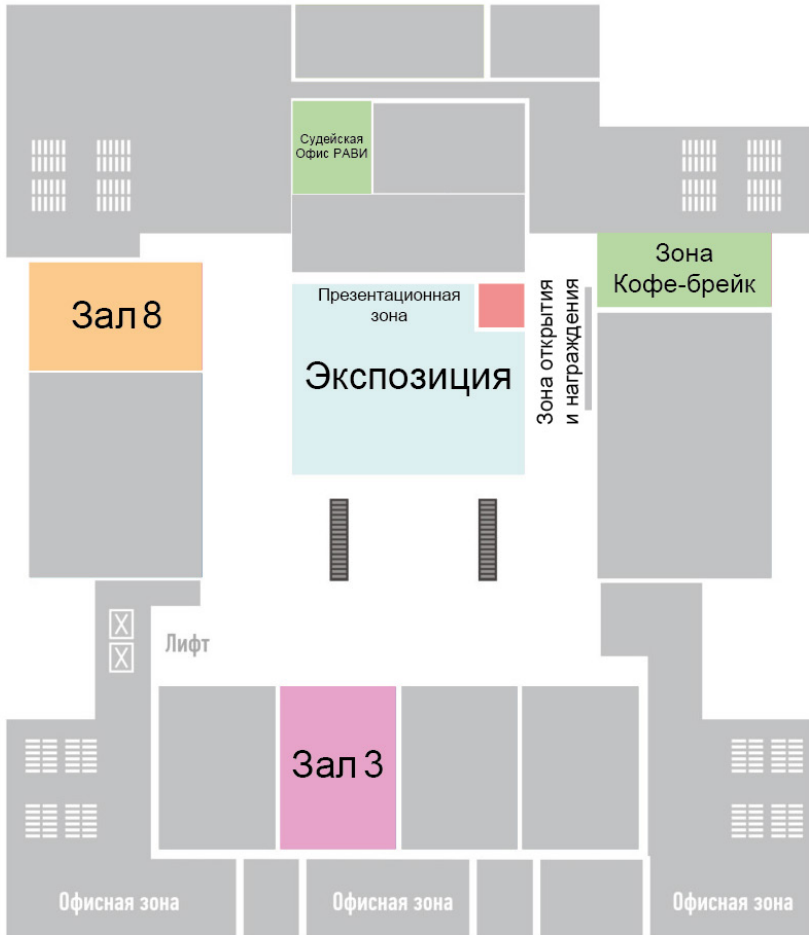 Судейская
Офис РАВИ
Зона
Кофе-брейк
Зал 8
Презентационная
зона
Экспозиция
Зона открытия
и награждения
Лифт
Зал 3
Офисная зона
Офисная зона
Офисная зона